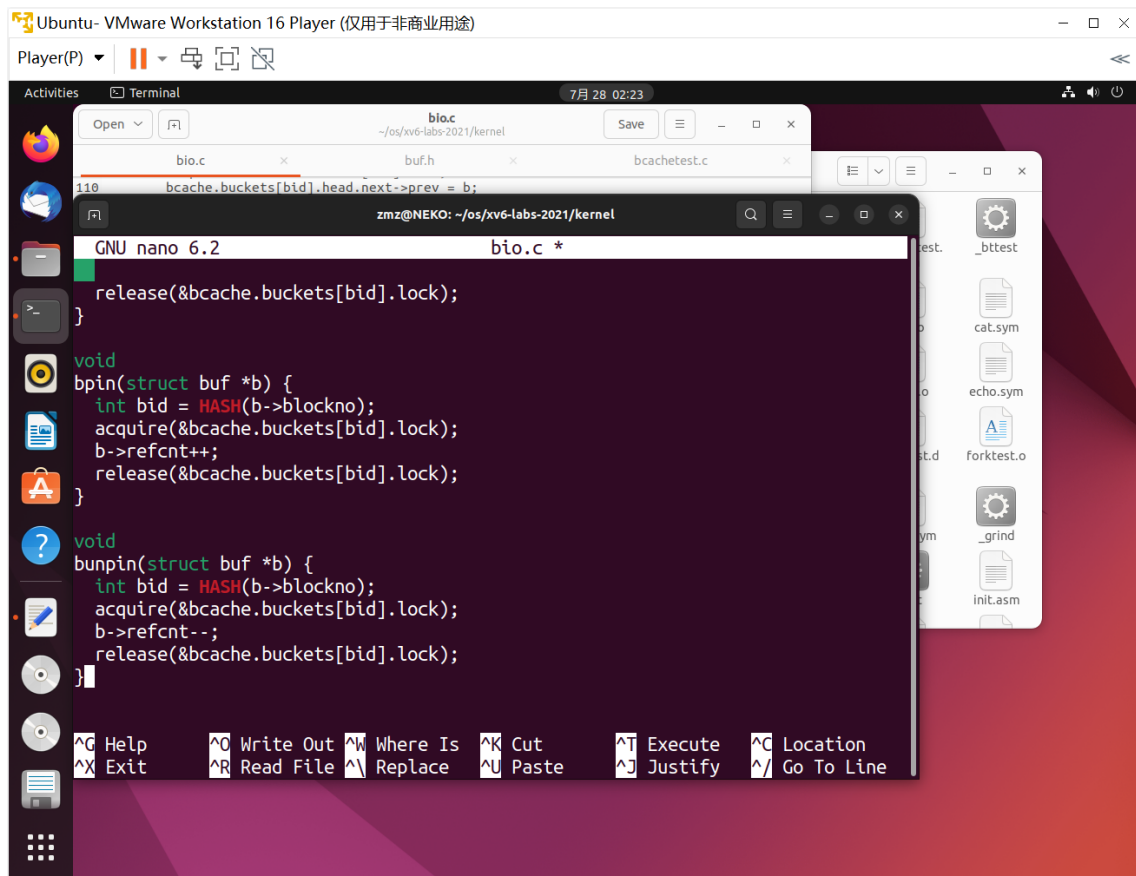 Ubuntu- VMware Workstation 16 Player (仅用于非商业用途)
Player(P)
Activities Terminal 7月 28 02:23
Open bio.c Save
~/os/xv6-labs-2021/kernel
bio.c buf.h bcachetest.c
110 bcache.buckets[bid].head.next->prev = b;
zmz@NEKO: ~/os/xv6-labs-2021/kernel
GNU nano 6.2 bio.c *
release(&bcache.buckets[bid].lock);
}
void
bpin(struct buf *b) {
int bid = HASH(b->blockno);
acquire(&bcache.buckets[bid].lock);
b->refcnt++;
release(&bcache.buckets[bid].lock);
}
void
bunpin(struct buf *b) {
int bid = HASH(b->blockno);
acquire(&bcache.buckets[bid].lock);
b->refcnt--;
release(&bcache.buckets[bid].lock);
}
^G Help ^O Write Out ^W Where Is ^K Cut ^T Execute ^C Location
^X Exit ^R Read File ^\ Replace ^U Paste ^J Justify ^/ Go To Line
_bttest
cat.sym
echo.sym
forktest.o
_grind
init.asm